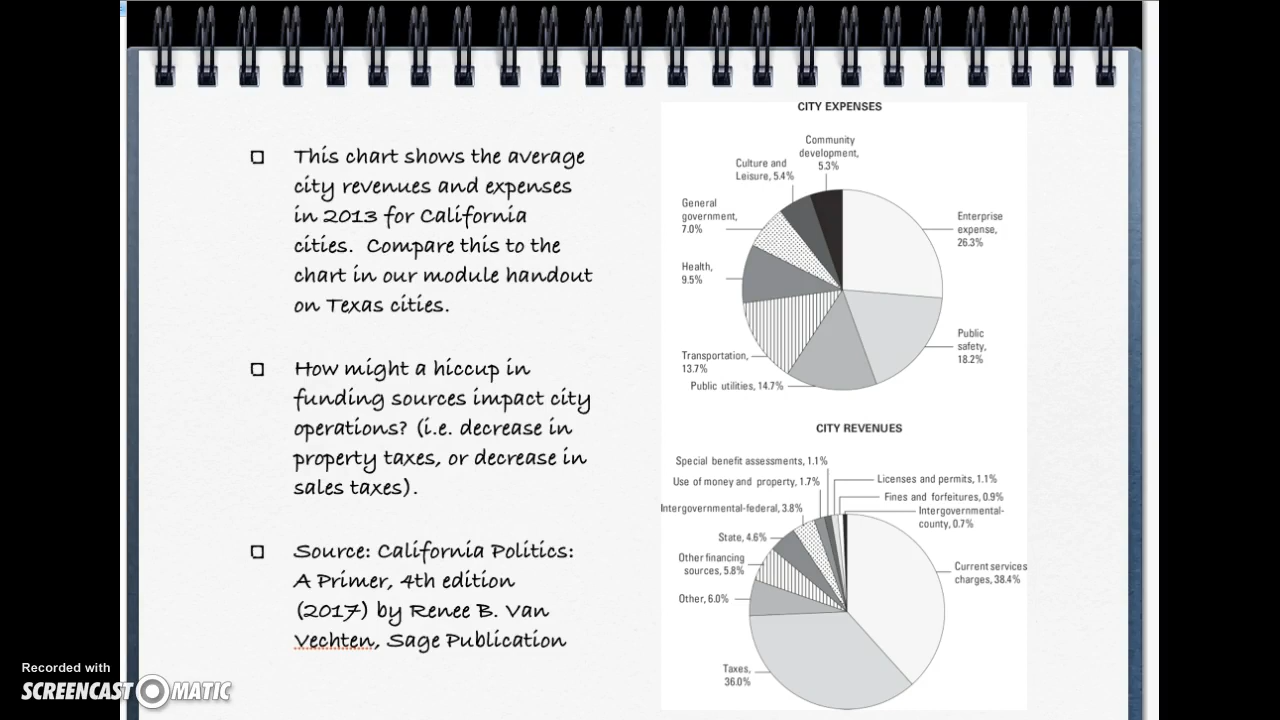 This chart shows the average
city revenues and expenses
in 2013 for California
cities. Compare this to the
chart in our module handout
on Texas cities.
How might a hiccup in
funding sources impact city
operations? (i.e. decrease in
property taxes, or decrease in
sales taxes).
Source: California Politics:
A Primer, 4th edition
(2017) by Renee B. Van
Vechten, Sage Publication
CITY EXPENSES
Community
development,
5.3%
Culture and
Leisure, 5.4%
General
government,
7.0%
Enterprise
expense,
26.3%
Health,
9.5%
Public
safety,
18.2%
Transportation,
13.7%
Public utilities, 14.7%
CITY REVENUES
Special benefit assessments, 1.1%
Use of money and property, 1.7%
Licenses and permits, 1.1%
Fines and forfeitures, 0.9%
Intergovernmental-federal, 3.8%
Intergovernmental-
county, 0.7%
State, 4.6%
Other financing
sources, 5.8%
Current services
charges, 38.4%
Other, 6.0%
Taxes,
36.0%
Recorded with
SCREENCAST MATIC